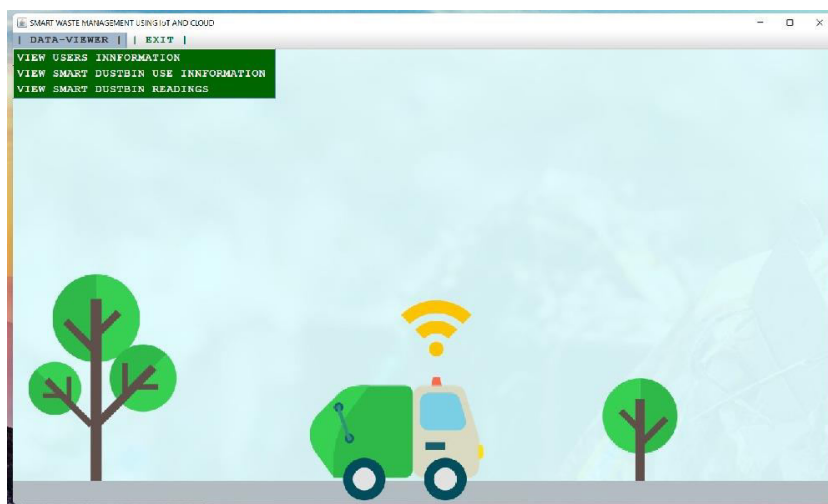 SMART WASTE MANAGEMENT USING IoT AND CLOUD
| DATA-VIEWER | | EXIT |
VIEW USERS INNFORMATION
VIEW SMART DUSTBIN USE INNFORMATION
VIEW SMART DUSTBIN READINGS